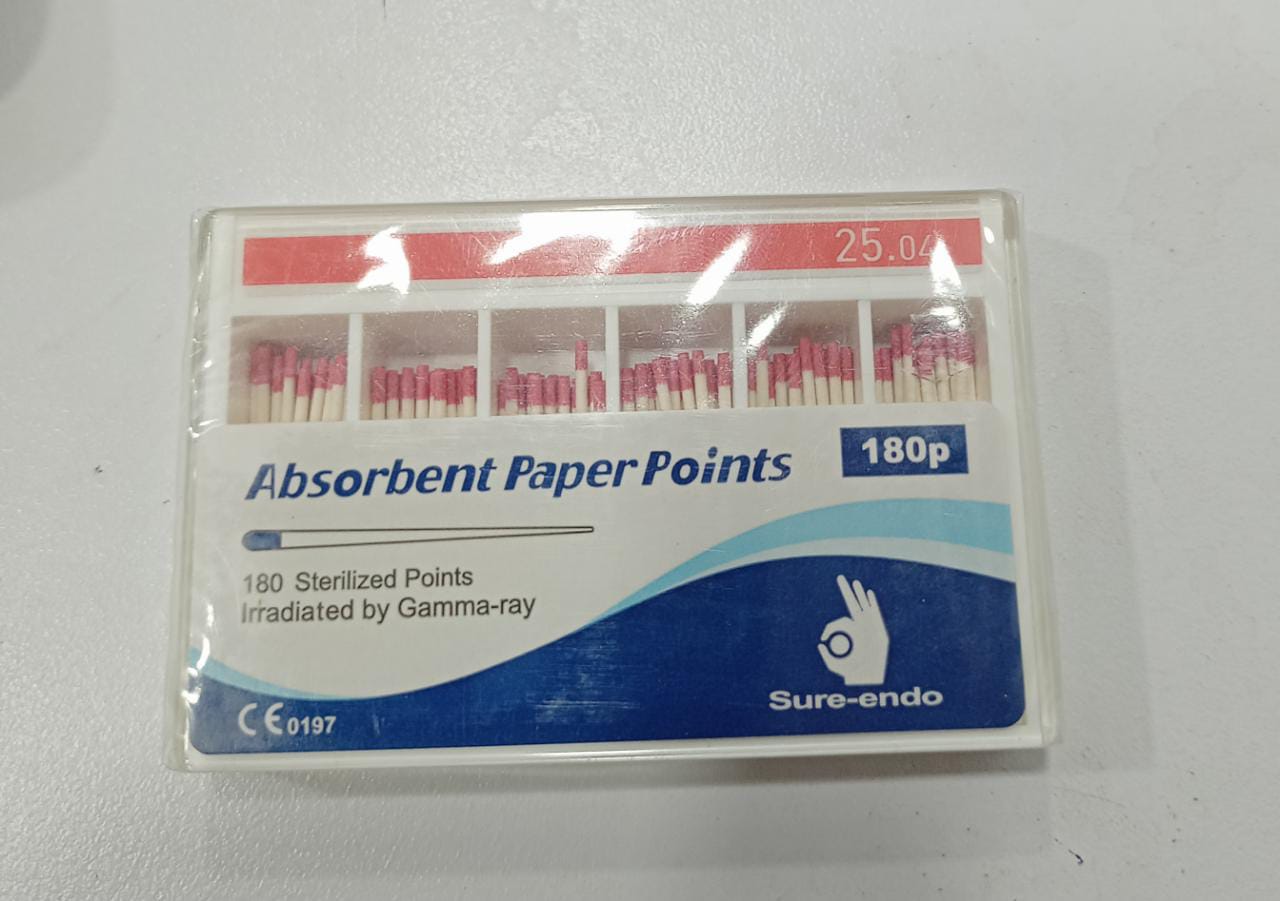 25.04
Absorbent Paper Points
180p
180 Sterilized Points
Irradiated by Gamma-ray
Sure-endo
CE 0197